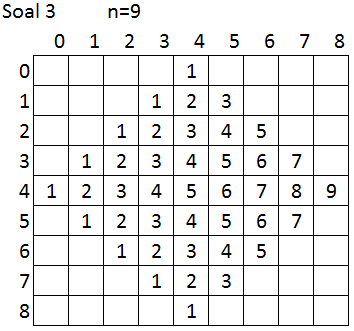 Soal 3 n=9
0 1 2 3 4 5 6 7 8
0 1
1 1 2 3
2 1 2 3 4 5
3 1 2 3 4 5 6 7
4 1 2 3 4 5 6 7 8 9
5 1 2 3 4 5 6 7
6 1 2 3 4 5
7 1 2 3
8 1